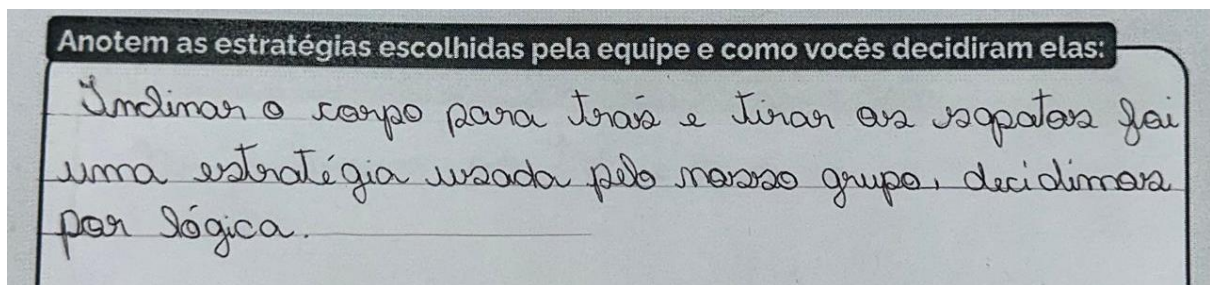 Anotem as estratégias escolhidas pela equipe e como vocês decidiram elas:
Inclinar o corpo para trás e tirar os sapatos foi
uma estratégia usada pelo nosso grupo, decidimos
por lógica.